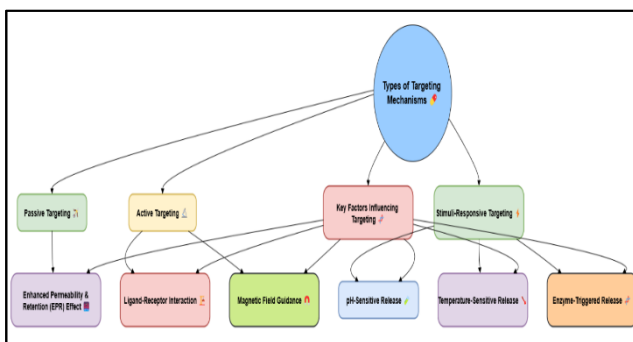 Types of Targeting
Mechanisms
Passive Targeting
Active Targeting
Key Factors Influencing
Targeting
Stimuli-Responsive Targeting
Enhanced Permeability &
Retention (EPR) Effect
Ligand-Receptor Interaction
Magnetic Field Guidance
pH-Sensitive Release
Temperature-Sensitive Release
Enzyme-Triggered Release